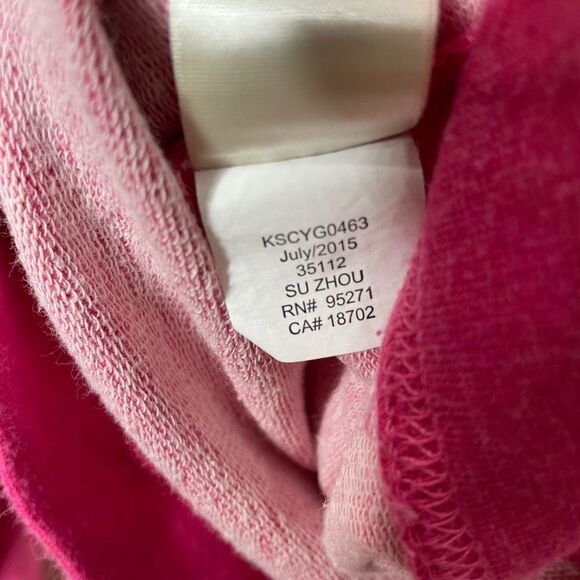 KSCYG0463
July/2015
35112
SU ZHOU
RN# 95271
CA# 18702